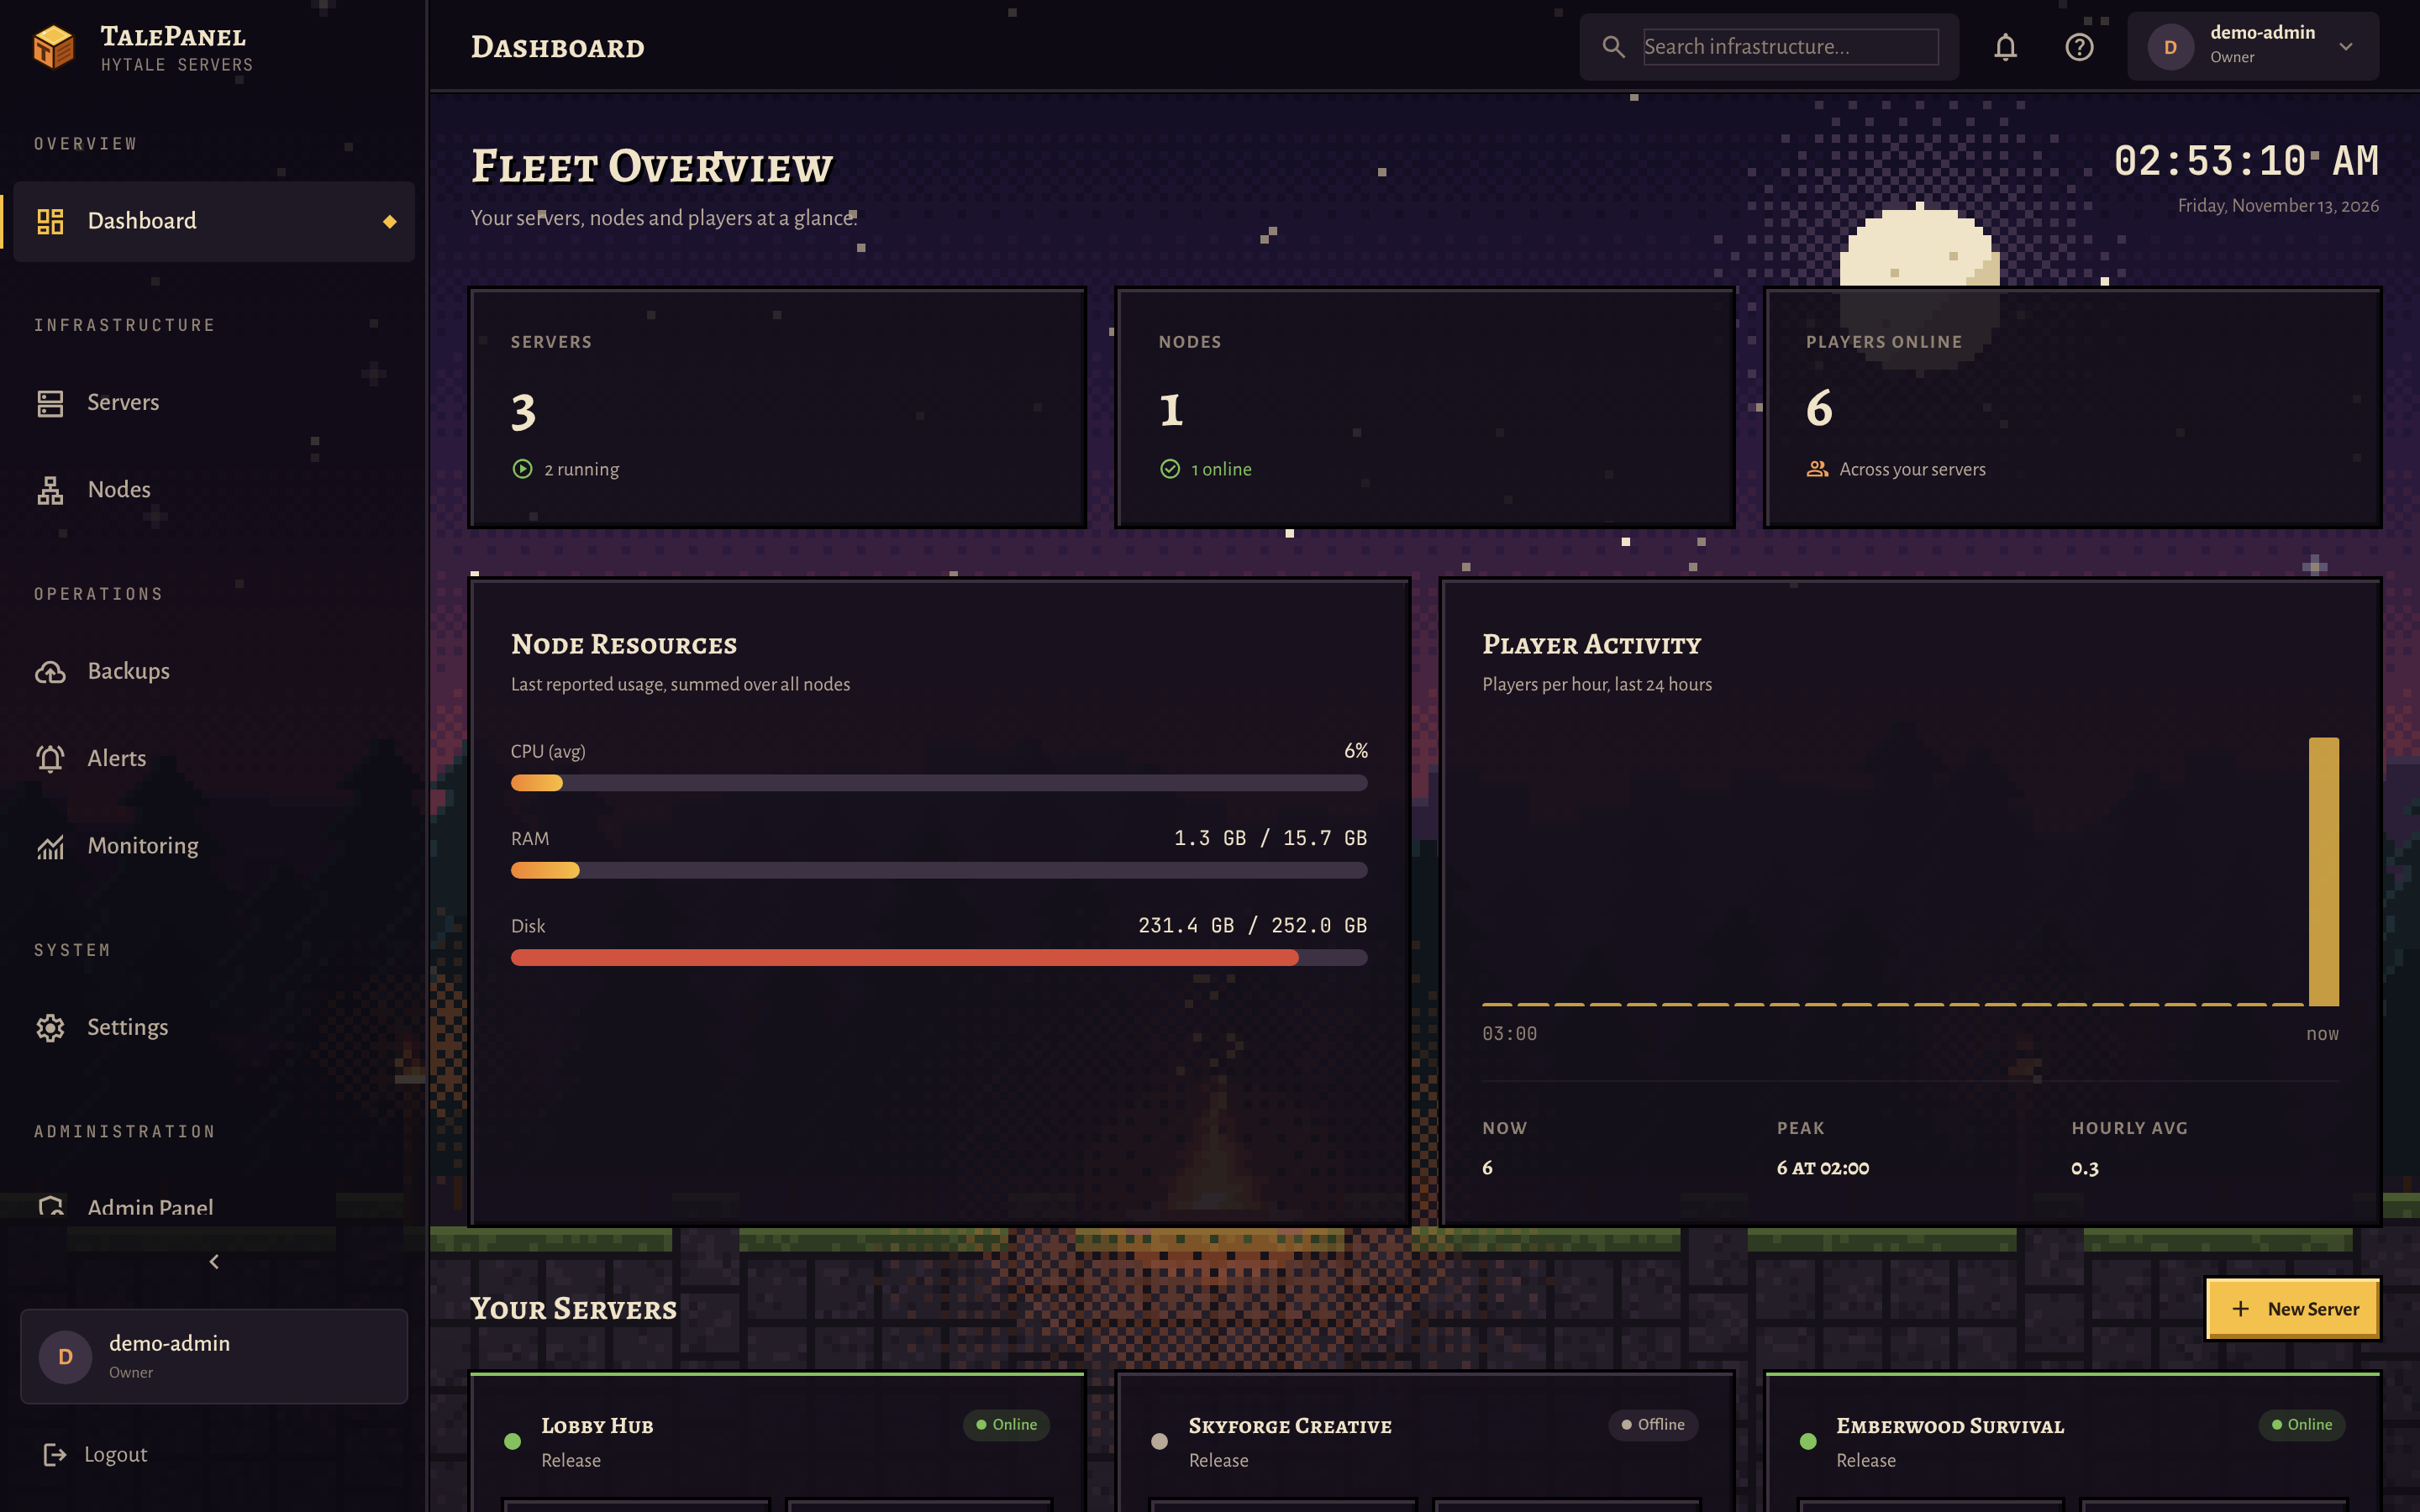 TalePanel
HYTALE SERVERS
OVERVIEW
Dashboard
INFRASTRUCTURE
Servers
Nodes
OPERATIONS
Backups
Alerts
Monitoring
SYSTEM
Settings
ADMINISTRATION
Admin Panel
D
demo-admin
Owner
Logout
Dashboard
Search infrastructure...
D
demo-admin
Owner
Fleet Overview
Your servers, nodes and players at a glance.
02:53:10 AM
Friday, November 13, 2026
SERVERS
3
2 running
NODES
1
1 online
PLAYERS ONLINE
6
Across your servers
Node Resources
Last reported usage, summed over all nodes
CPU (avg)
6%
RAM
1.3 GB / 15.7 GB
Disk
231.4 GB / 252.0 GB
Player Activity
Players per hour, last 24 hours
03:00
now
NOW
6
PEAK
6 AT 02:00
HOURLY AVG
0.3
Your Servers
New Server
Lobby Hub
Release
Online
Skyforge Creative
Release
Offline
Emberwood Survival
Release
Online